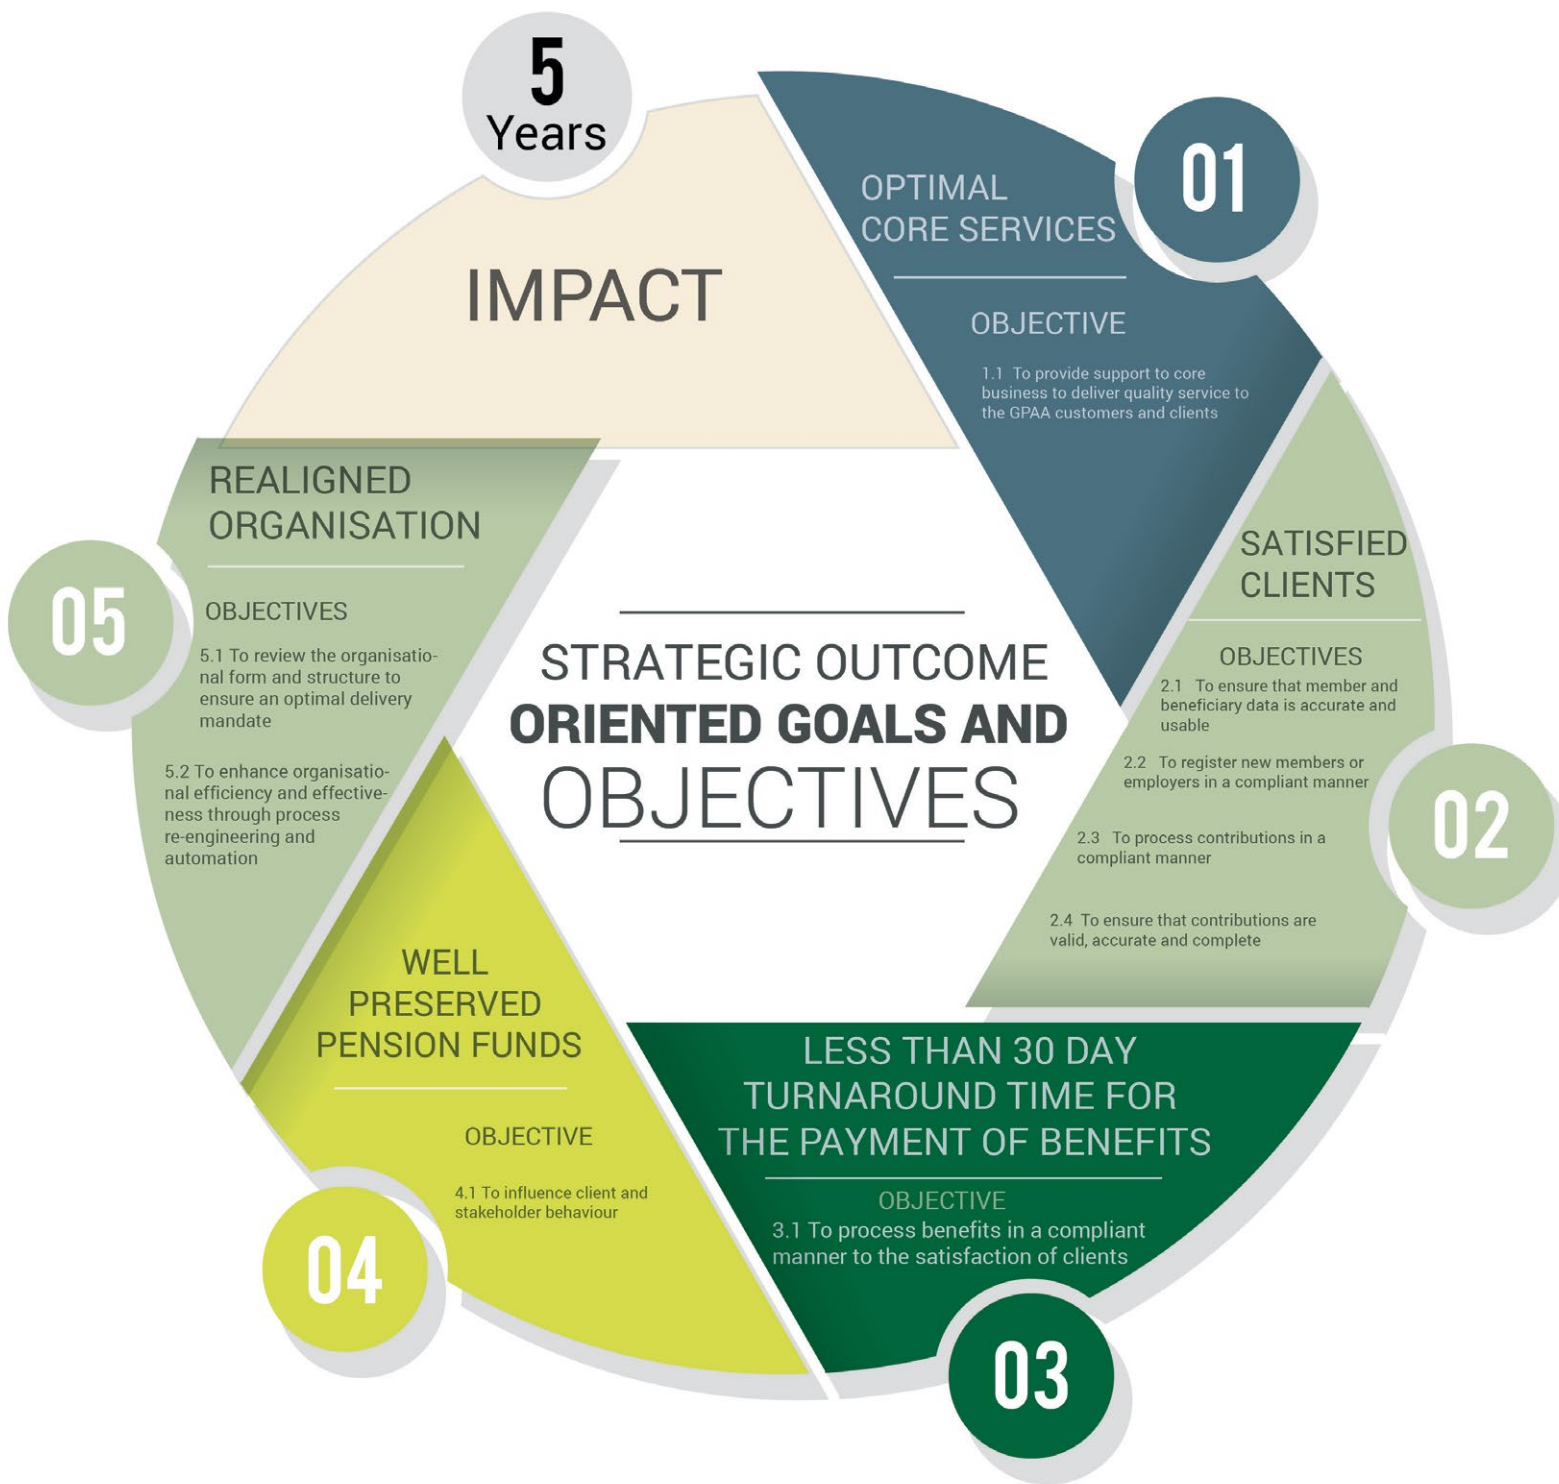 5
Years
IMPACT
01
OPTIMAL
CORE SERVICES
OBJECTIVE
1.1 To provide support to core
business to deliver quality service to
the GPAA customers and clients
SATISFIED
CLIENTS
OBJECTIVES
2.1 To ensure that member and
beneficiary data is accurate and
usable
2.2 To register new members or
employers in a compliant manner
2.3 To process contributions in a
compliant manner
2.4 To ensure that contributions are
valid, accurate and complete
02
LESS THAN 30 DAY
TURNAROUND TIME FOR
THE PAYMENT OF BENEFITS
OBJECTIVE
3.1 To process benefits in a compliant
manner to the satisfaction of clients
03
WELL
PRESERVED
PENSION FUNDS
OBJECTIVE
4.1 To influence client and
stakeholder behaviour
04
REALIGNED
ORGANISATION
OBJECTIVES
5.1 To review the organisatio-
nal form and structure to
ensure an optimal delivery
mandate
5.2 To enhance organisatio-
nal efficiency and effective-
ness through process
re-engineering and
automation
05
STRATEGIC OUTCOME
ORIENTED GOALS AND
OBJECTIVES